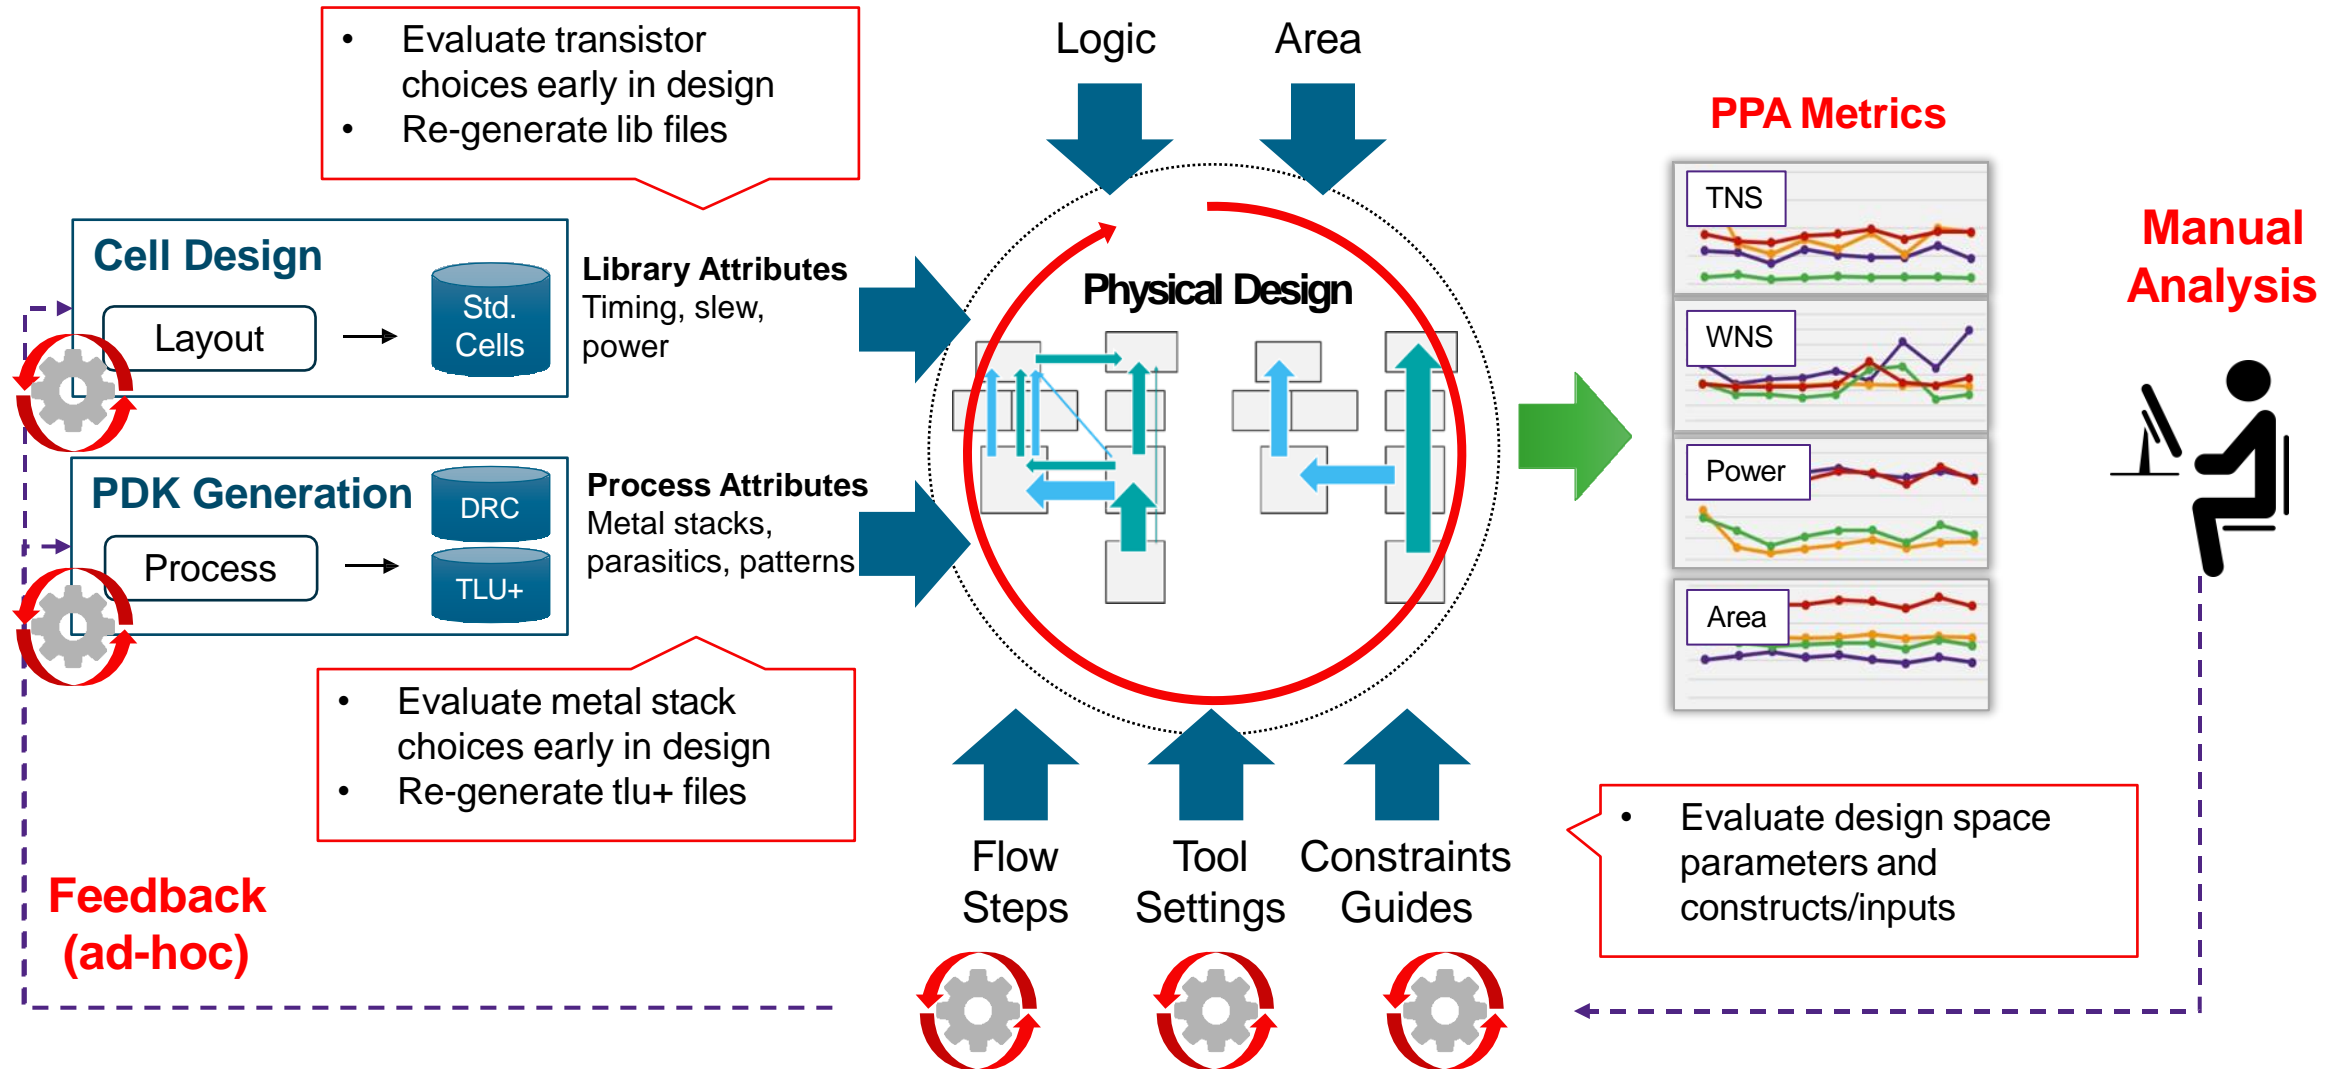 • Evaluate transistor
choices early in design
• Re-generate lib files
Logic
Area
PPA Metrics
Cell Design
Layout
Std.
Cells
Library Attributes
Timing, slew,
power
PDK Generation
Process
DRC
TLU+
Process Attributes
Metal stacks,
parasitics, patterns
Physical Design
TNS
WNS
Power
Area
Manual
Analysis
• Evaluate metal stack
choices early in design
• Re-generate tlu+ files
Feedback
(ad-hoc)
Flow
Steps
Tool
Settings
Constraints
Guides
• Evaluate design space
parameters and
constructs/inputs